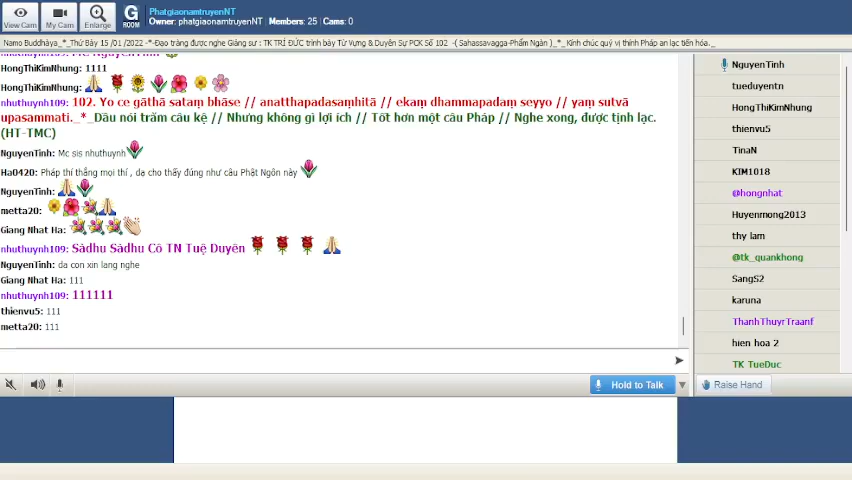 PhatgiaonamtruyenNT
Owner: phatgiaonamtruyenNT Members: 25 Cams: 0
View Cam My Cam Enlarge G ROOM
Namo Buddhàya_*_Thứ Bảy 15 /01 /2022 -*-Đạo tràng được nghe Giảng sư : TK TRÍ ĐỨC trình bày Từ Vựng & Duyên Sự PCK Số 102 -( Sahassavagga-Phẩm Ngàn )_*_Kính chúc quý vị thính Pháp an lạc tiến hóa._
HongThiKimNhung: 1111
HongThiKimNhung:
nhuthuynh109: 102. Yo ce gāthā sataṃ bhāse // anatthapadasaṃhitā // ekaṃ dhammapadaṃ seyyo // yaṃ sutvā
upasammati._*_Dầu nói trăm câu kệ // Nhưng không gì lợi ích // Tốt hơn một câu Pháp // Nghe xong, được tịnh lạc.
(HT-TMC)
NguyenTinh: Mc sis nhuthuynh
Ha0420: Pháp thí thắng mọi thí , dạ cho thấy đúng như câu Phật Ngôn này
NguyenTinh:
metta20:
Giang Nhat Ha:
nhuthuynh109: Sàdhu Sàdhu Cô TN Tuệ Duyên
NguyenTinh: da con xin lang nghe
Giang Nhat Ha: 111
nhuthuynh109: 111111
thienvu5: 111
metta20: 111
Hold to Talk
NguyenTinh
tueduyentn
HongThiKimNhung
thienvu5
TinaN
KIM1018
@hongnhat
Huyenmong2013
thy lam
@tk_quankhong
SangS2
karuna
ThanhThuyrTraanf
hien hoa 2
TK TueDuc
Raise Hand